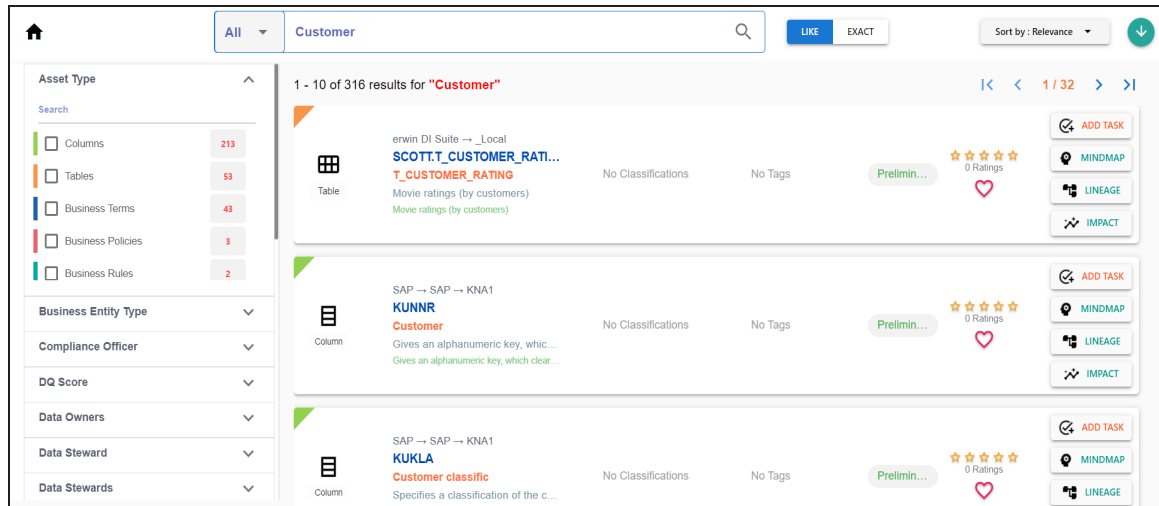 All
Customer
LIKE
EXACT
Sort by : Relevance
Asset Type
Search
Columns 213
Tables 53
Business Terms 43
Business Policies 3
Business Rules 2
Business Entity Type
Compliance Officer
DQ Score
Data Owners
Data Steward
Data Stewards
1 - 10 of 316 results for "Customer"
1 / 32
Table
erwin DI Suite → _Local
SCOTT.T_CUSTOMER_RATI...
T_CUSTOMER_RATING
Movie ratings (by customers)
Movie ratings (by customers)
No Classifications
No Tags
Prelimin...
0 Ratings
ADD TASK
MINDMAP
LINEAGE
IMPACT
Column
SAP → SAP → KNA1
KUNNR
Customer
Gives an alphanumeric key, whic...
Gives an alphanumeric key, which clear...
No Classifications
No Tags
Prelimin...
0 Ratings
ADD TASK
MINDMAP
LINEAGE
IMPACT
Column
SAP → SAP → KNA1
KUKLA
Customer classific
Specifies a classification of the c...
No Classifications
No Tags
Prelimin...
0 Ratings
ADD TASK
MINDMAP
LINEAGE